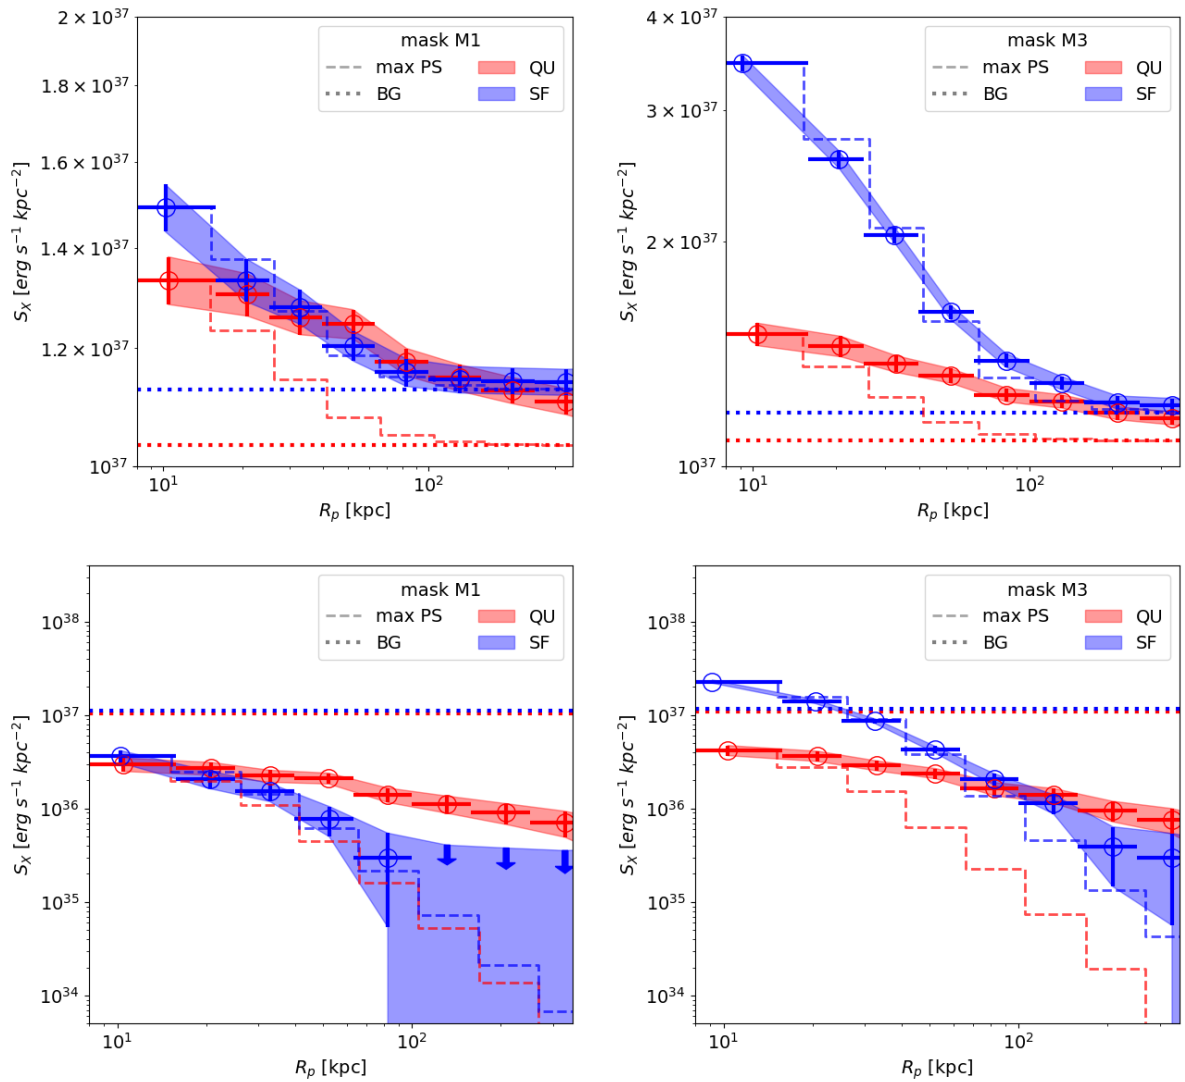 2 × 10^37
1.8 × 10^37
1.6 × 10^37
1.4 × 10^37
1.2 × 10^37
10^37
S_X [erg s^−1 kpc^−2]
mask M1
max PS
BG
QU
SF
10^1
10^2
R_p [kpc]
4 × 10^37
3 × 10^37
2 × 10^37
10^37
S_X [erg s^−1 kpc^−2]
mask M3
max PS
BG
QU
SF
10^1
10^2
R_p [kpc]
10^38
10^37
10^36
10^35
10^34
S_X [erg s^−1 kpc^−2]
mask M1
max PS
BG
QU
SF
10^1
10^2
R_p [kpc]
10^38
10^37
10^36
10^35
10^34
S_X [erg s^−1 kpc^−2]
mask M3
max PS
BG
QU
SF
10^1
10^2
R_p [kpc]